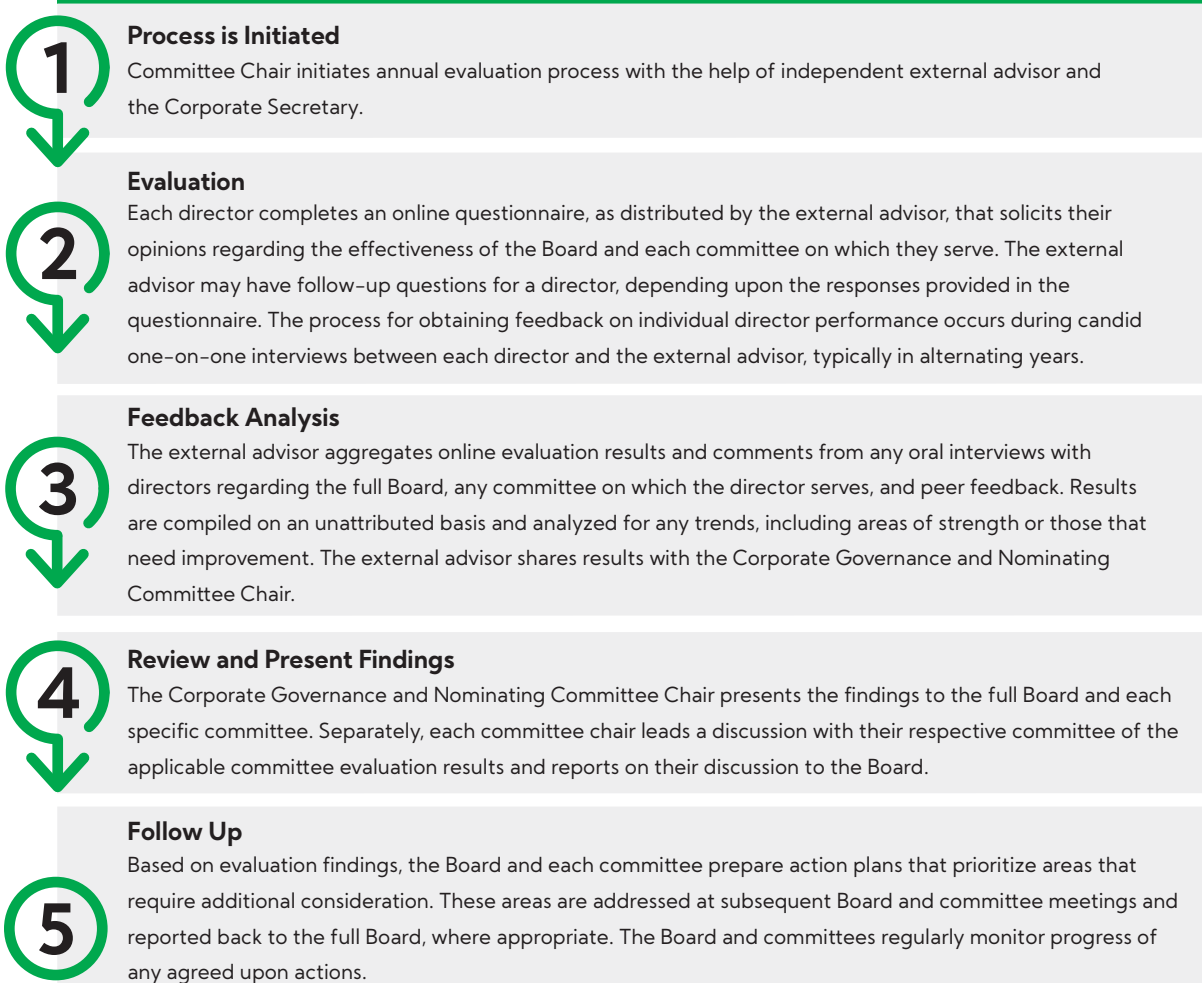 1
Process is Initiated
Committee Chair initiates annual evaluation process with the help of independent external advisor and
the Corporate Secretary.
2
Evaluation
Each director completes an online questionnaire, as distributed by the external advisor, that solicits their
opinions regarding the effectiveness of the Board and each committee on which they serve. The external
advisor may have follow-up questions for a director, depending upon the responses provided in the
questionnaire. The process for obtaining feedback on individual director performance occurs during candid
one-on-one interviews between each director and the external advisor, typically in alternating years.
3
Feedback Analysis
The external advisor aggregates online evaluation results and comments from any oral interviews with
directors regarding the full Board, any committee on which the director serves, and peer feedback. Results
are compiled on an unattributed basis and analyzed for any trends, including areas of strength or those that
need improvement. The external advisor shares results with the Corporate Governance and Nominating
Committee Chair.
4
Review and Present Findings
The Corporate Governance and Nominating Committee Chair presents the findings to the full Board and each
specific committee. Separately, each committee chair leads a discussion with their respective committee of the
applicable committee evaluation results and reports on their discussion to the Board.
5
Follow Up
Based on evaluation findings, the Board and each committee prepare action plans that prioritize areas that
require additional consideration. These areas are addressed at subsequent Board and committee meetings and
reported back to the full Board, where appropriate. The Board and committees regularly monitor progress of
any agreed upon actions.